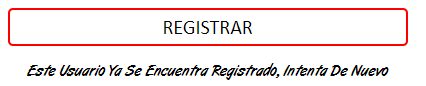 REGISTRAR
Este Usuario Ya Se Encuentra Registrado, Intenta De Nuevo